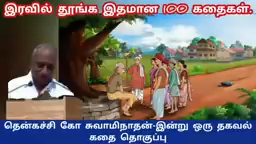 இரவில் தூங்க இதமான 100 கதைகள்.
தென்கச்சி கோ சுவாமிநாதன்-இன்று ஒரு தகவல்
கதை தொகுப்பு